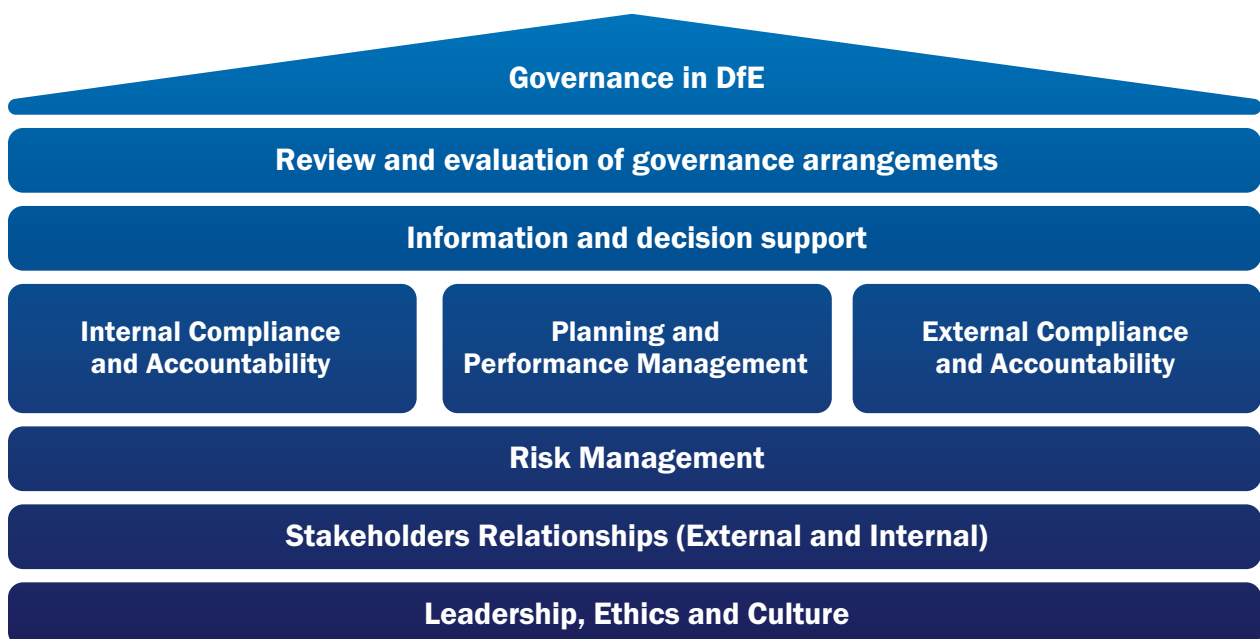 Governance in DfE
Review and evaluation of governance arrangements
Information and decision support
Internal Compliance
and Accountability
Planning and
Performance Management
External Compliance
and Accountability
Risk Management
Stakeholders Relationships (External and Internal)
Leadership, Ethics and Culture